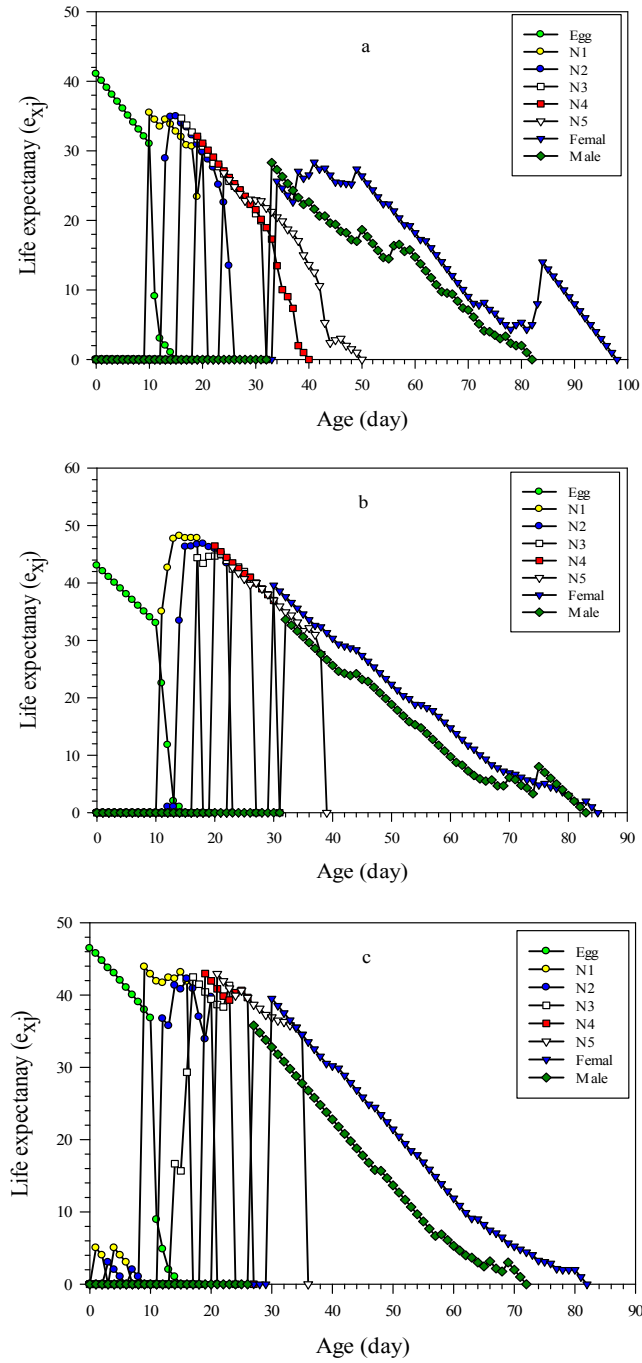 a
Life expectanay (exj)
50
40
30
20
10
0
0 10 20 30 40 50 60 70 80 90 100
Age (day)
Egg
N1
N2
N3
N4
N5
Femal
Male
b
Life expectanay (exj)
60
50
40
30
20
10
0
0 10 20 30 40 50 60 70 80 90
Age (day)
Egg
N1
N2
N3
N4
N5
Femal
Male
c
Life expectanay (exj)
50
40
30
20
10
0
0 10 20 30 40 50 60 70 80 90
Age (day)
Egg
N1
N2
N3
N4
N5
Femal
Male